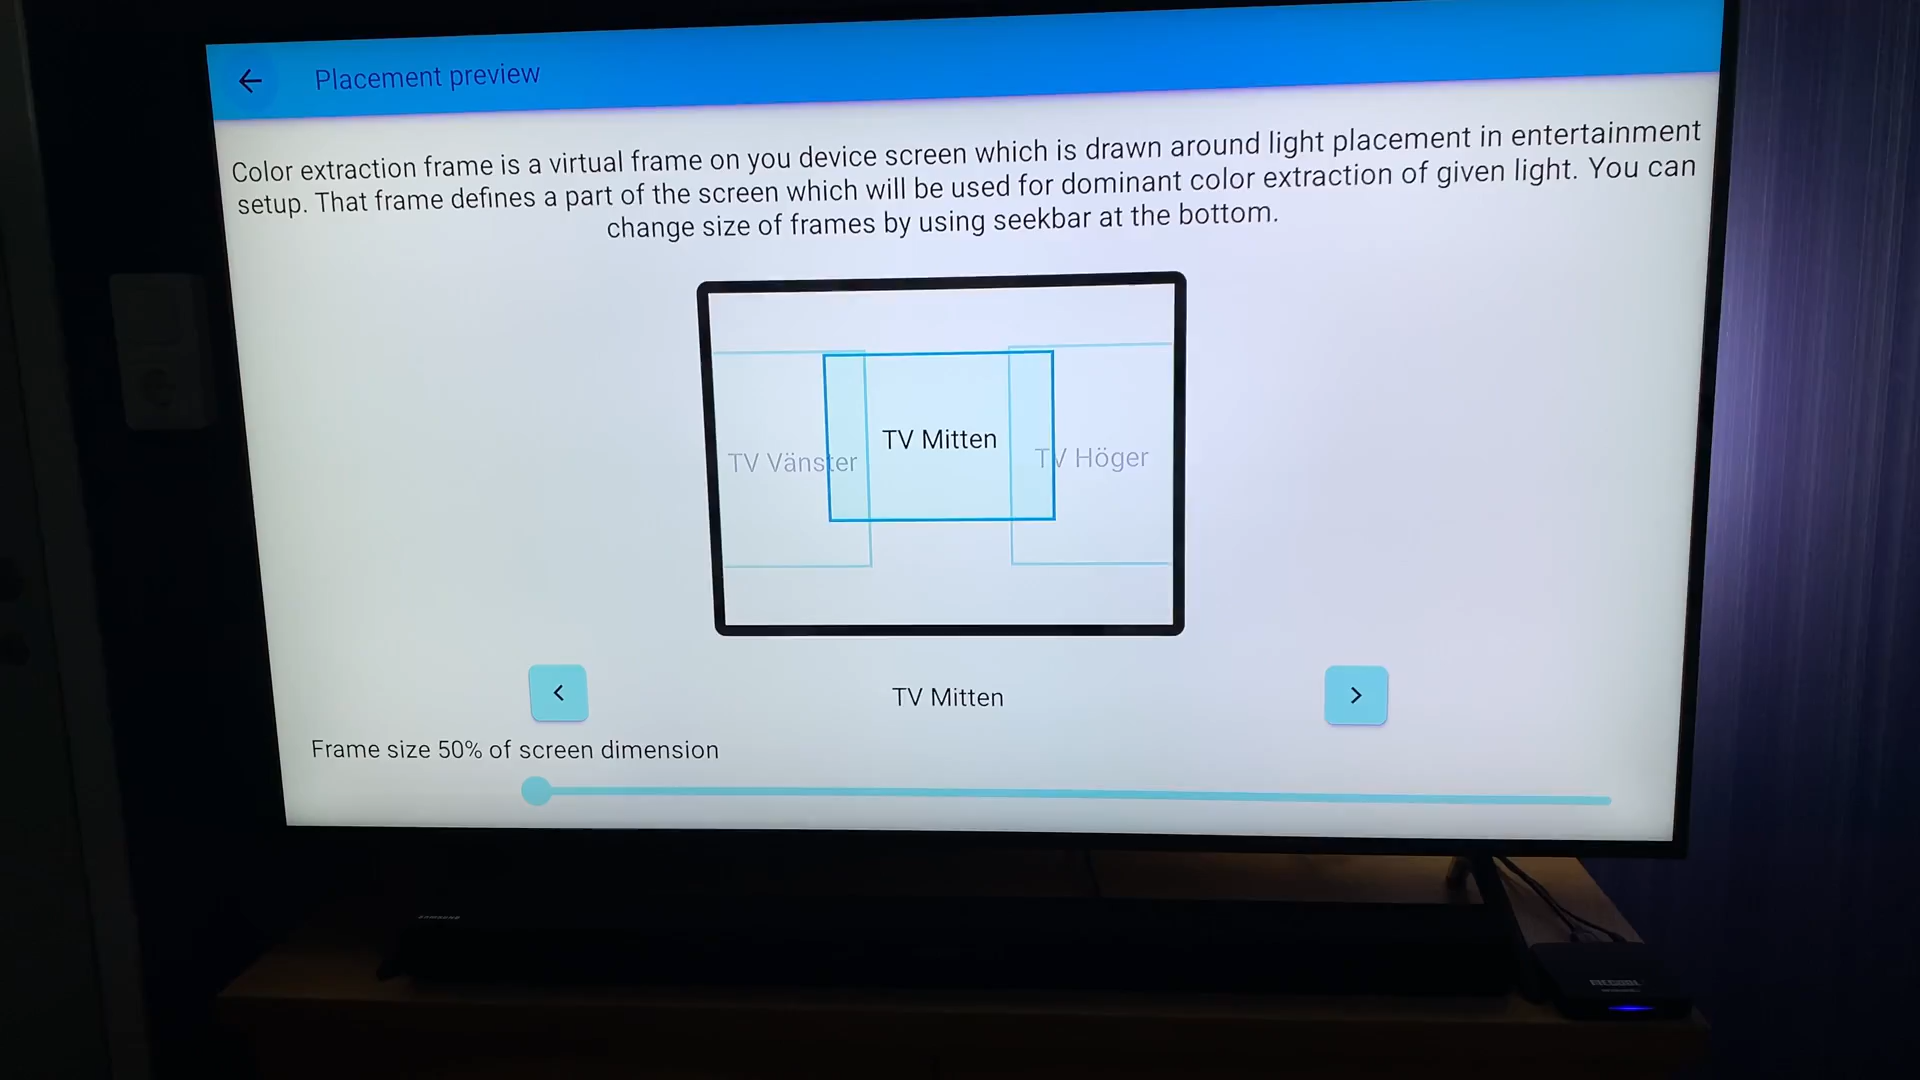 Placement preview
Color extraction frame is a virtual frame on you device screen which is drawn around light placement in entertainment
setup. That frame defines a part of the screen which will be used for dominant color extraction of given light. You can
change size of frames by using seekbar at the bottom.
TV Vänster
TV Mitten
TV Höger
TV Mitten
Frame size 50% of screen dimension
SAMSUNG